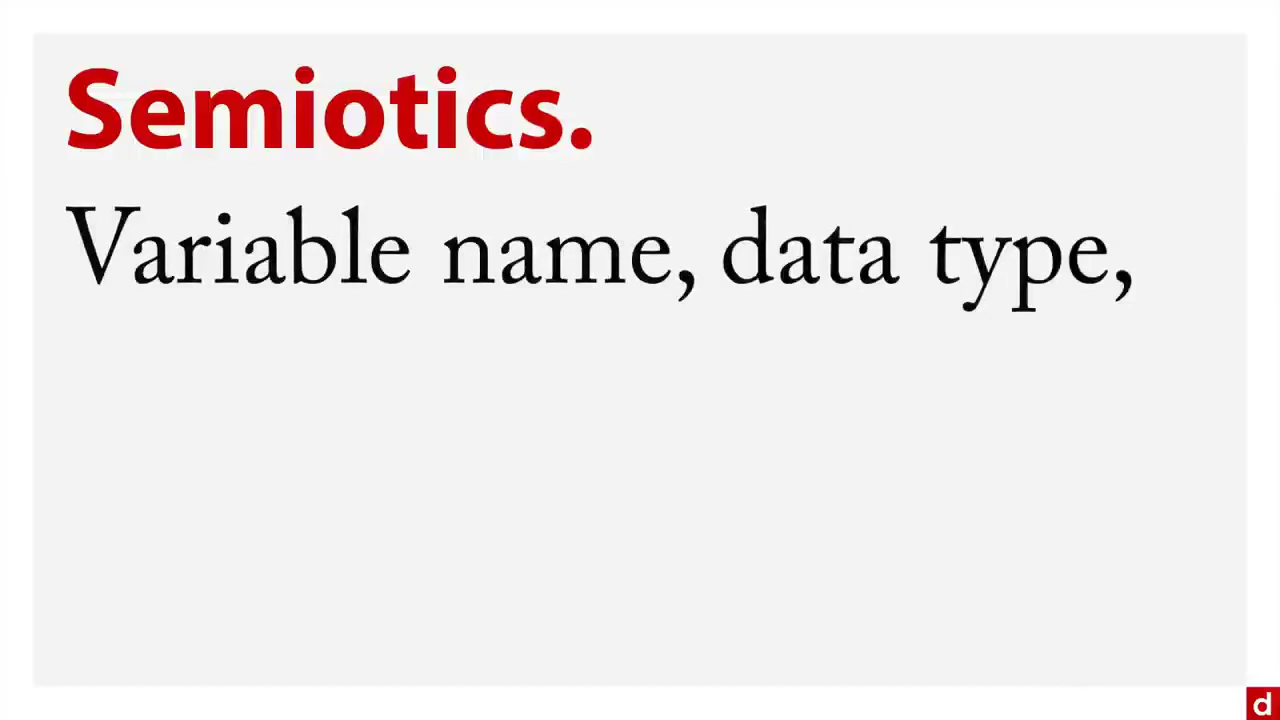 Semiotics.
Variable name, data type,
d